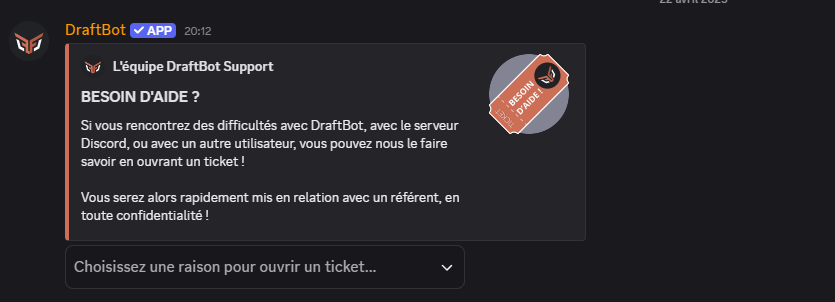 22 avril 2025
DraftBot ✓ APP 20:12
L'équipe DraftBot Support
BESOIN D'AIDE ?
Si vous rencontrez des difficultés avec DraftBot, avec le serveur
Discord, ou avec un autre utilisateur, vous pouvez nous le faire
savoir en ouvrant un ticket !
Vous serez alors rapidement mis en relation avec un référent, en
toute confidentialité !
BESOIN
D'AIDE !
TICKET
Choisissez une raison pour ouvrir un ticket...